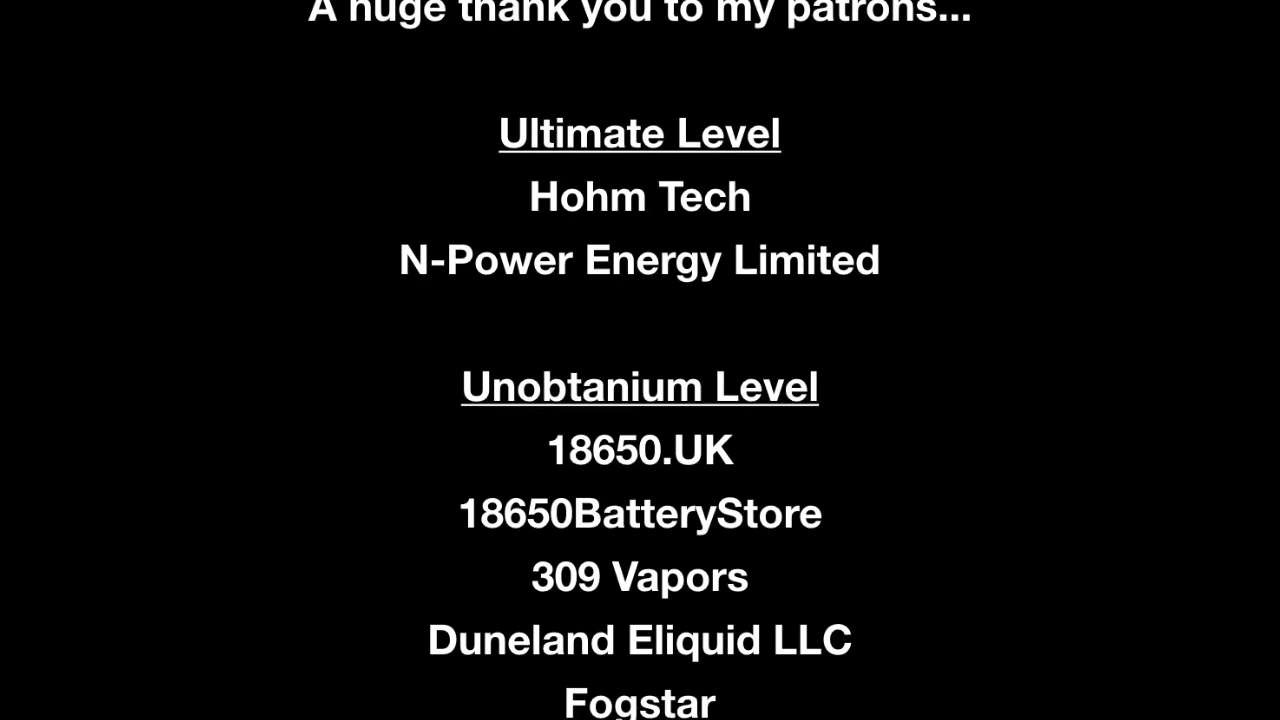 A huge thank you to my patrons...
Ultimate Level
Hohm Tech
N-Power Energy Limited
Unobtanium Level
18650.UK
18650BatteryStore
309 Vapors
Duneland Eliquid LLC
Fogstar